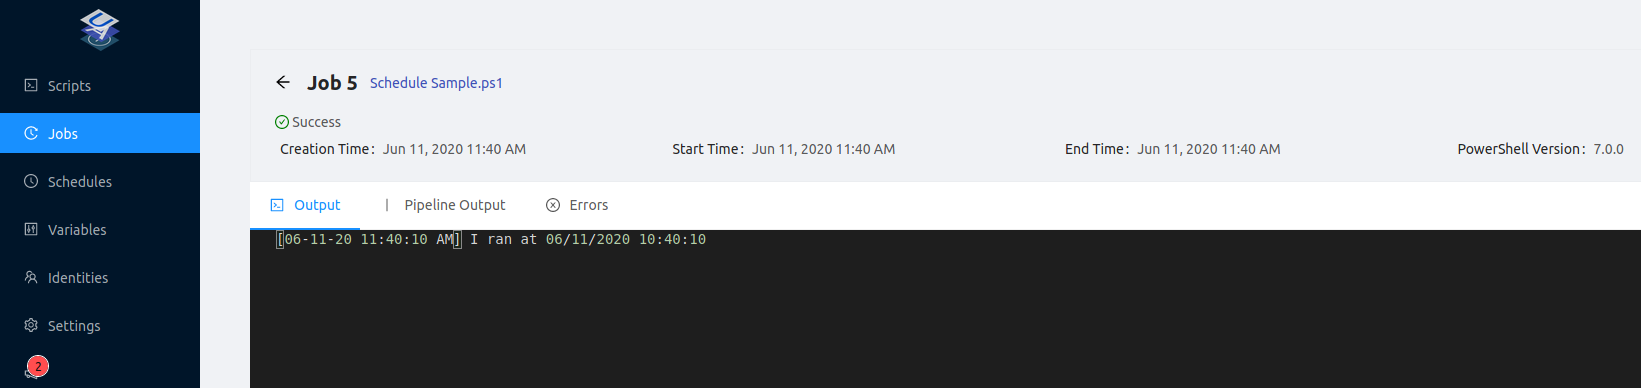 Scripts
Jobs
Schedules
Variables
Identities
Settings
2
Job 5 Schedule Sample.ps1
Success
Creation Time: Jun 11, 2020 11:40 AM Start Time: Jun 11, 2020 11:40 AM End Time: Jun 11, 2020 11:40 AM PowerShell Version: 7.0.0
Output | Pipeline Output Errors
[06-11-20 11:40:10 AM] I ran at 06/11/2020 10:40:10